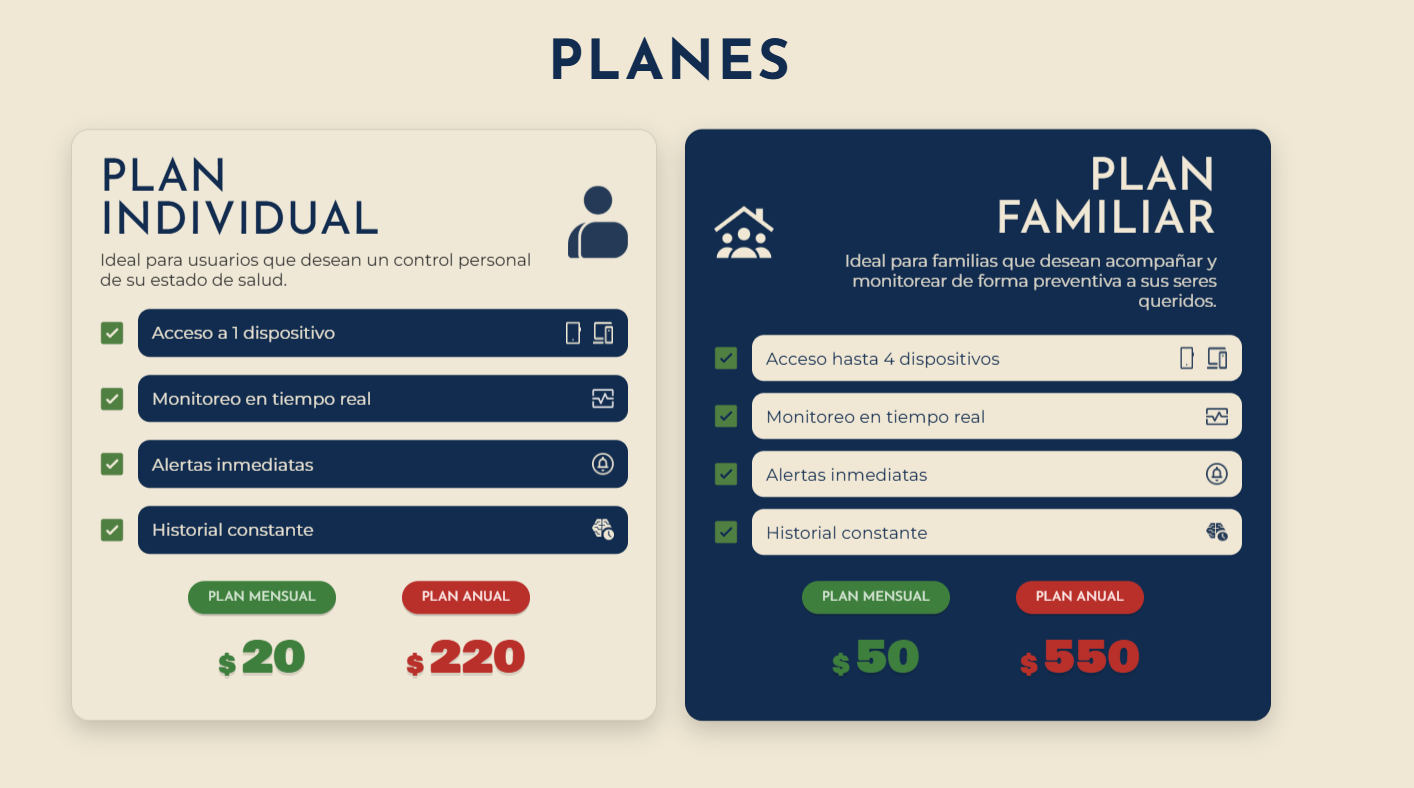 PLANES
PLAN
INDIVIDUAL
Ideal para usuarios que desean un control personal
de su estado de salud.
Acceso a 1 dispositivo
Monitoreo en tiempo real
Alertas inmediatas
Historial constante
PLAN MENSUAL
PLAN ANUAL
$ 20
$ 220
PLAN
FAMILIAR
Ideal para familias que desean acompañar y
monitorear de forma preventiva a sus seres
queridos.
Acceso hasta 4 dispositivos
Monitoreo en tiempo real
Alertas inmediatas
Historial constante
PLAN MENSUAL
PLAN ANUAL
$ 50
$ 550